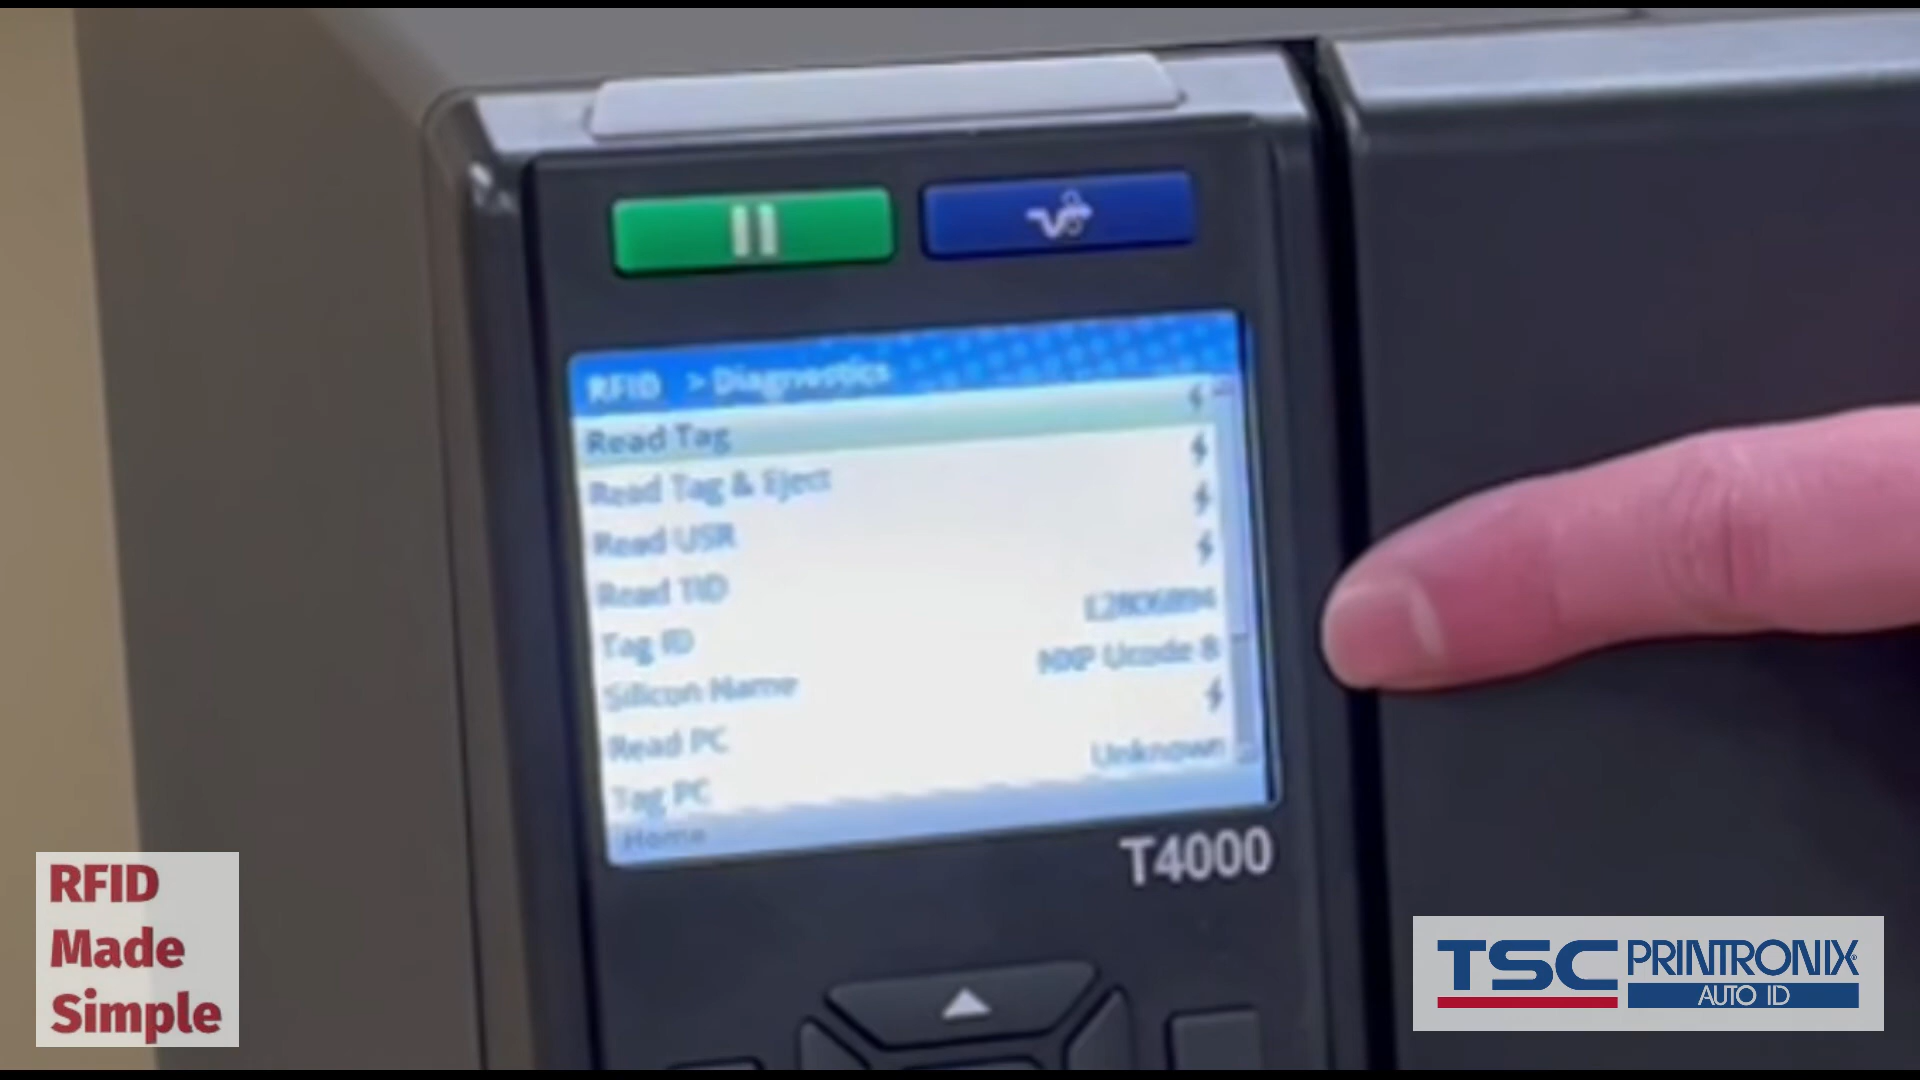 RFID > Diagnostics
Read Tag
Read Tag & Eject
Read USR
Read TID
Tag ID
Silicon Name NXP Ucode 8
Read PC
Tag PC Unknown
Home
T4000
RFID
Made
Simple
TSC PRINTRONIX
AUTO ID